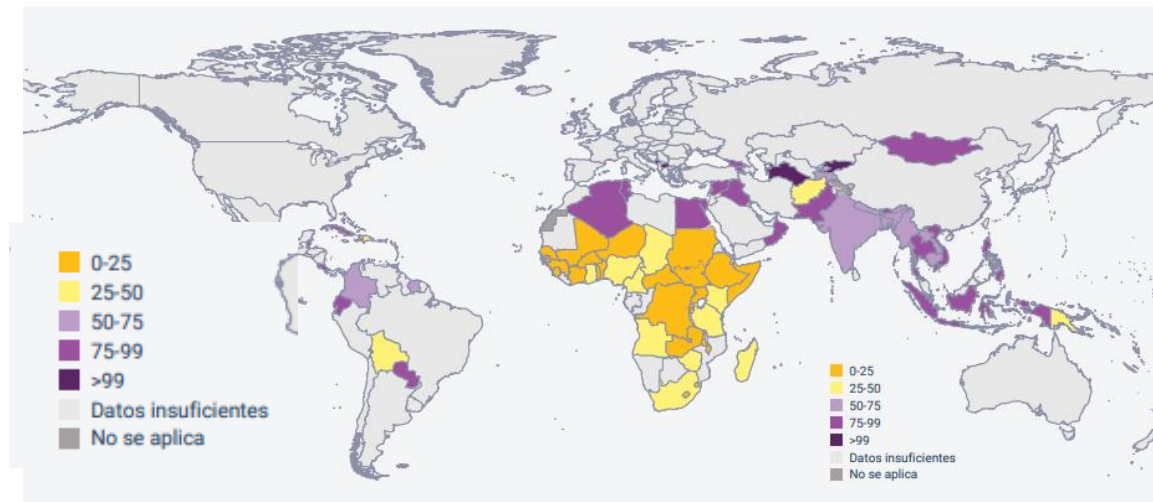 0-25
25-50
50-75
75-99
>99
Datos insuficientes
No se aplica
0-25
25-50
50-75
75-99
>99
Datos insuficientes
No se aplica